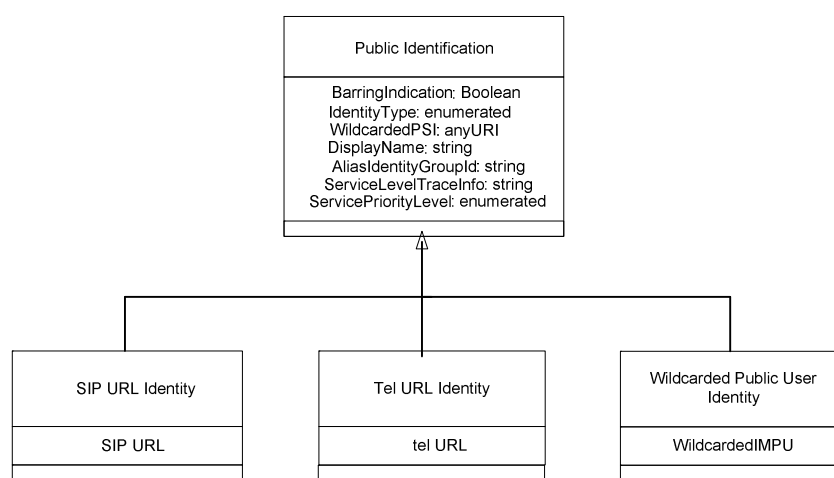 Public Identification
BarringIndication: Boolean
IdentityType: enumerated
WildcardedPSI: anyURI
DisplayName: string
AliasIdentityGroupId: string
ServiceLevelTraceInfo: string
ServicePriorityLevel: enumerated
SIP URL Identity
SIP URL
Tel URL Identity
tel URL
Wildcarded Public User
Identity
WildcardedIMPU